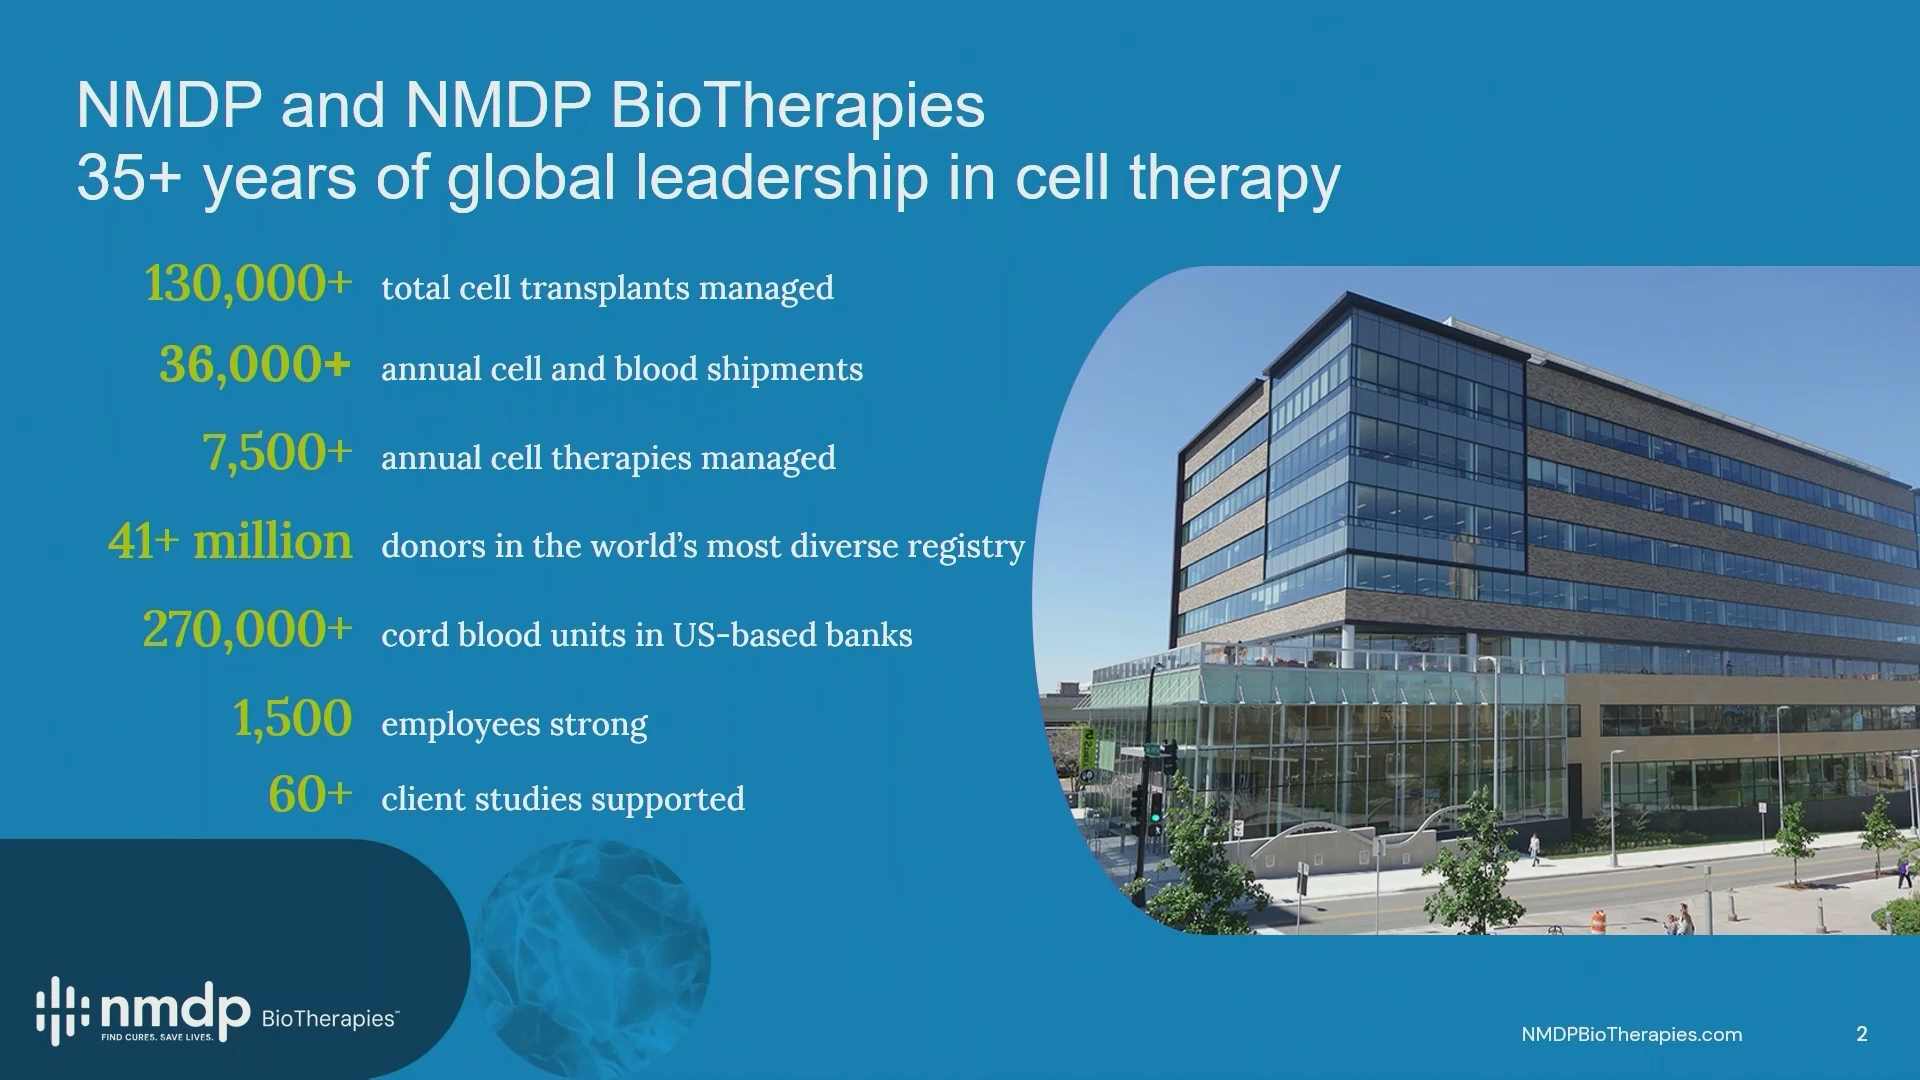 NMDP and NMDP BioTherapies
35+ years of global leadership in cell therapy
130,000+ total cell transplants managed
36,000+ annual cell and blood shipments
7,500+ annual cell therapies managed
41+ million donors in the world's most diverse registry
270,000+ cord blood units in US-based banks
1,500 employees strong
60+ client studies supported
nmdp BioTherapies℠
FIND CURES. SAVE LIVES.
NMDPBioTherapies.com 2